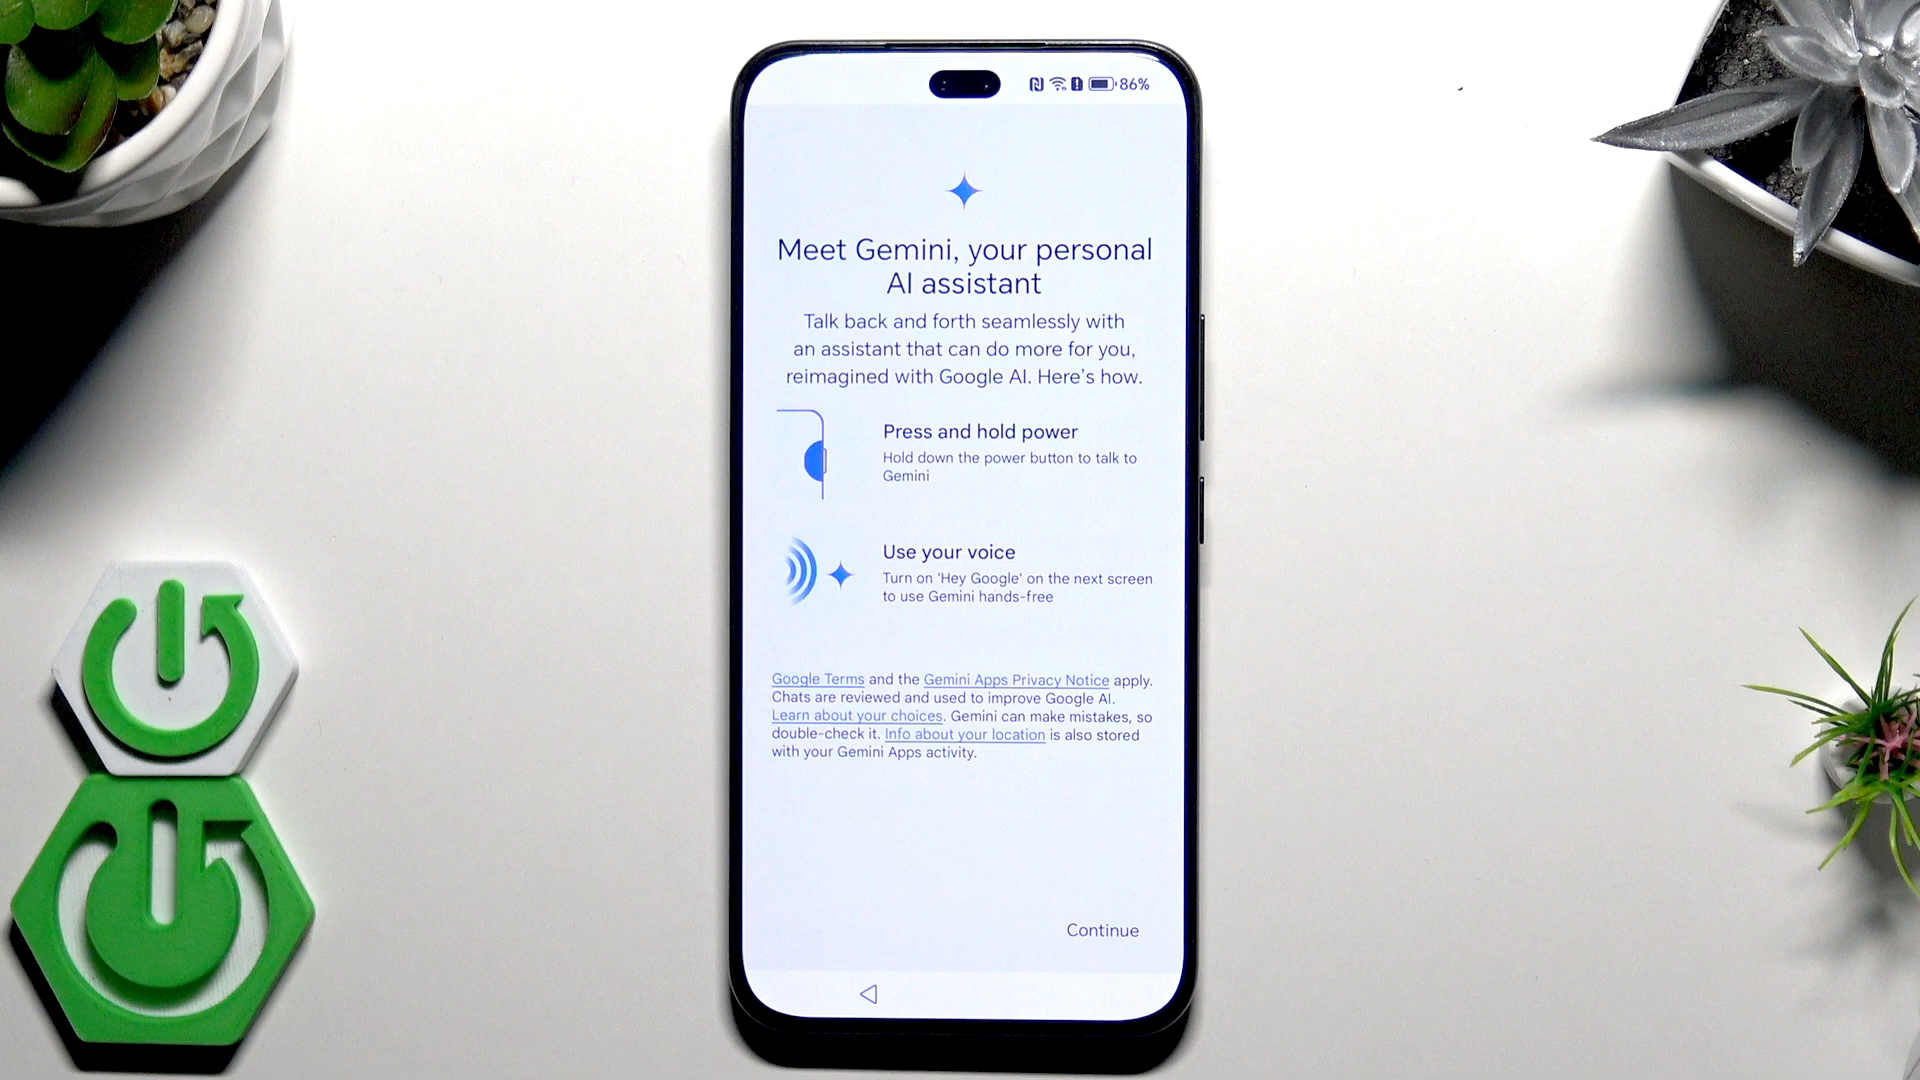 86%
Meet Gemini, your personal
AI assistant
Talk back and forth seamlessly with
an assistant that can do more for you,
reimagined with Google AI. Here's how.
Press and hold power
Hold down the power button to talk to
Gemini
Use your voice
Turn on 'Hey Google' on the next screen
to use Gemini hands-free
Google Terms and the Gemini Apps Privacy Notice apply.
Chats are reviewed and used to improve Google AI.
Learn about your choices. Gemini can make mistakes, so
double-check it. Info about your location is also stored
with your Gemini Apps activity.
Continue